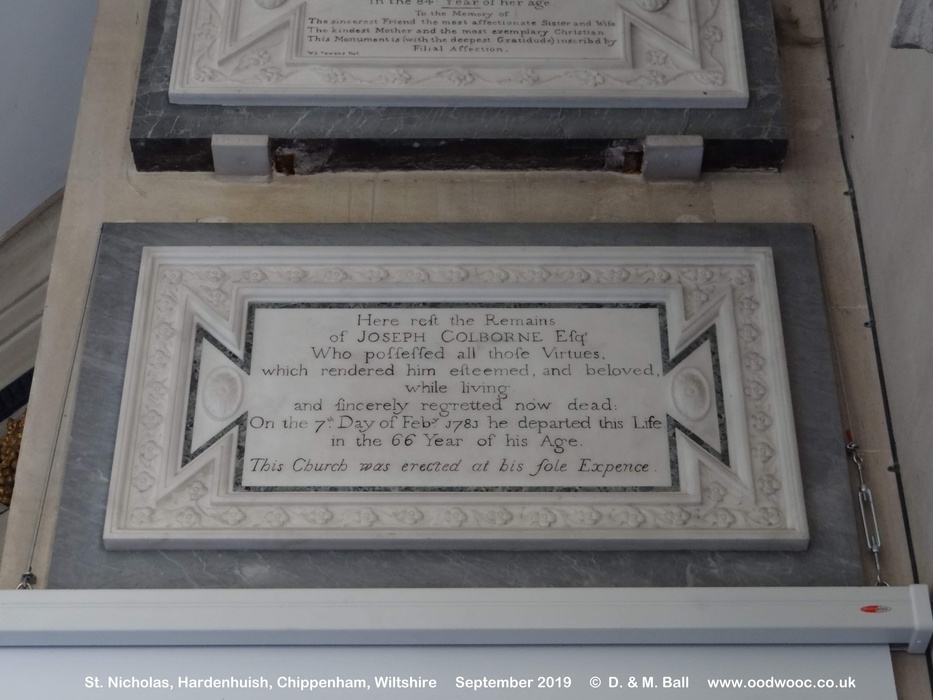 in the 84 Year of her age
To the Memory of
The sincerest Friend the most affectionate Sister and Wife
The kindest Mother and the most exemplary Christian
This Monument is (with the deepest Gratitude) inscribed by
Filial Affection.
Here reſt the Remains
of JOSEPH COLBORNE Eſqʳ
Who poſſeſſed all thoſe Virtues,
which rendered him eſteemed, and beloved,
while living
and ſincerely regretted now dead:
On the 7ᵗʰ Day of Febʸ 1783 he departed this Life
in the 66 Year of his Age.
This Church was erected at his ſole Expence.
St. Nicholas, Hardenhuish, Chippenham, Wiltshire September 2019 © D. & M. Ball www.oodwooc.co.uk